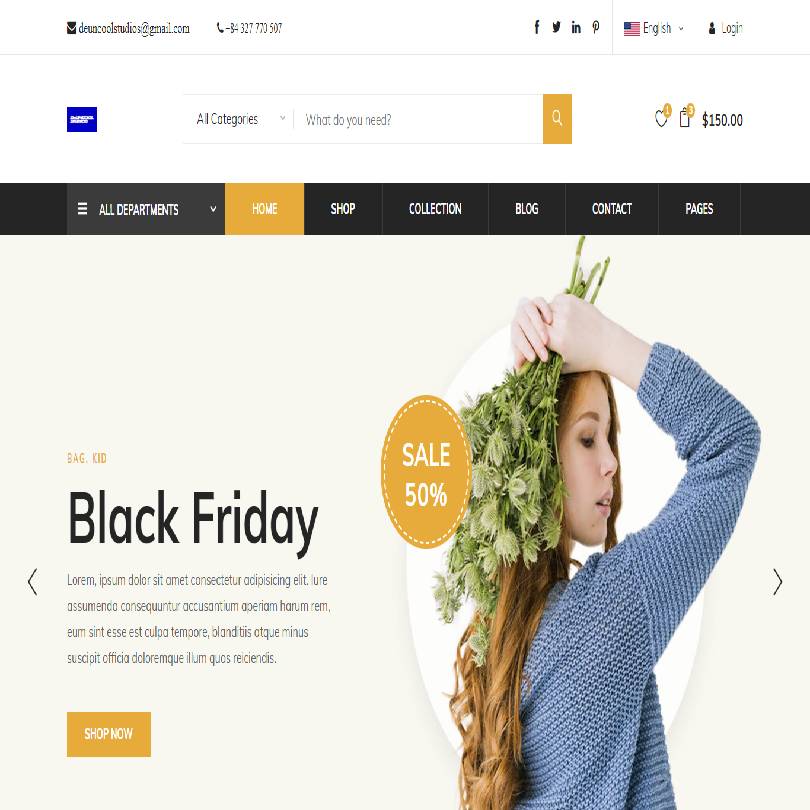 deuncoolstudios@gmail.com
+84 327 770 507
English
Login
All Categories
What do you need?
1
3
$150.00
ALL DEPARTMENTS
HOME
SHOP
COLLECTION
BLOG
CONTACT
PAGES
BAG, KID
Black Friday
SALE
50%
Lorem, ipsum dolor sit amet consectetur adipisicing elit. Iure
assumenda consequuntur accusantium aperiam harum rem,
eum sint esse est culpa tempore, blanditiis atque minus
suscipit officia doloremque illum quos reiciendis.
SHOP NOW